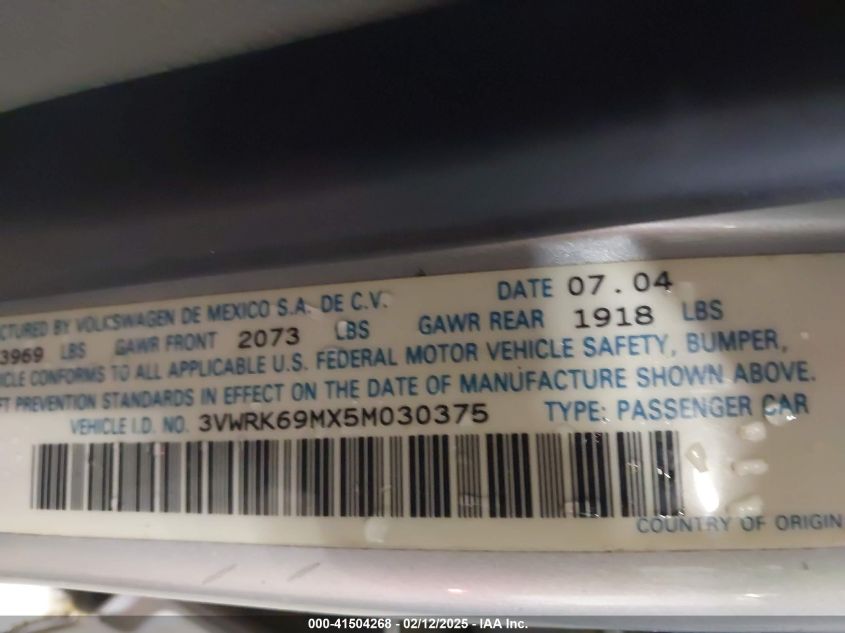 CTURED BY VOLKSWAGEN DE MEXICO S.A. DE C.V. DATE 07.04
3969 LBS GAWR FRONT 2073 LBS GAWR REAR 1918 LBS
ICLE CONFORMS TO ALL APPLICABLE U.S. FEDERAL MOTOR VEHICLE SAFETY, BUMPER,
FT PREVENTION STANDARDS IN EFFECT ON THE DATE OF MANUFACTURE SHOWN ABOVE.
VEHICLE I.D. NO. 3VWRK69MX5M030375 TYPE: PASSENGER CAR
COUNTRY OF ORIGIN
000-41504268 - 02/12/2025 - IAA Inc.